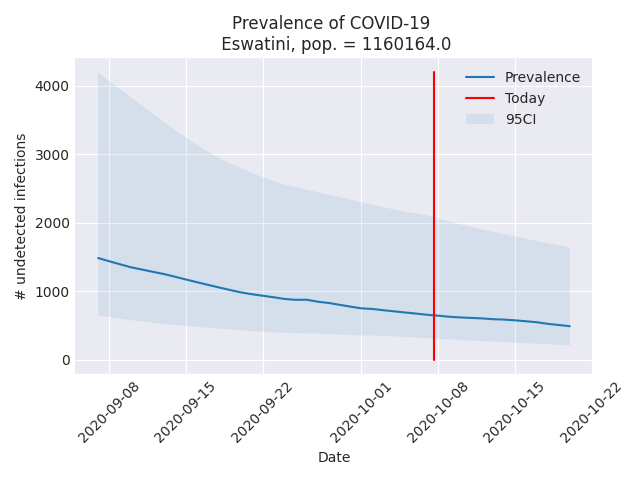 Prevalence of COVID-19
Eswatini, pop. = 1160164.0
Prevalence
Today
95CI
# undetected infections
4000
3000
2000
1000
0
2020-09-08
2020-09-15
2020-09-22
2020-10-01
2020-10-08
2020-10-15
2020-10-22
Date